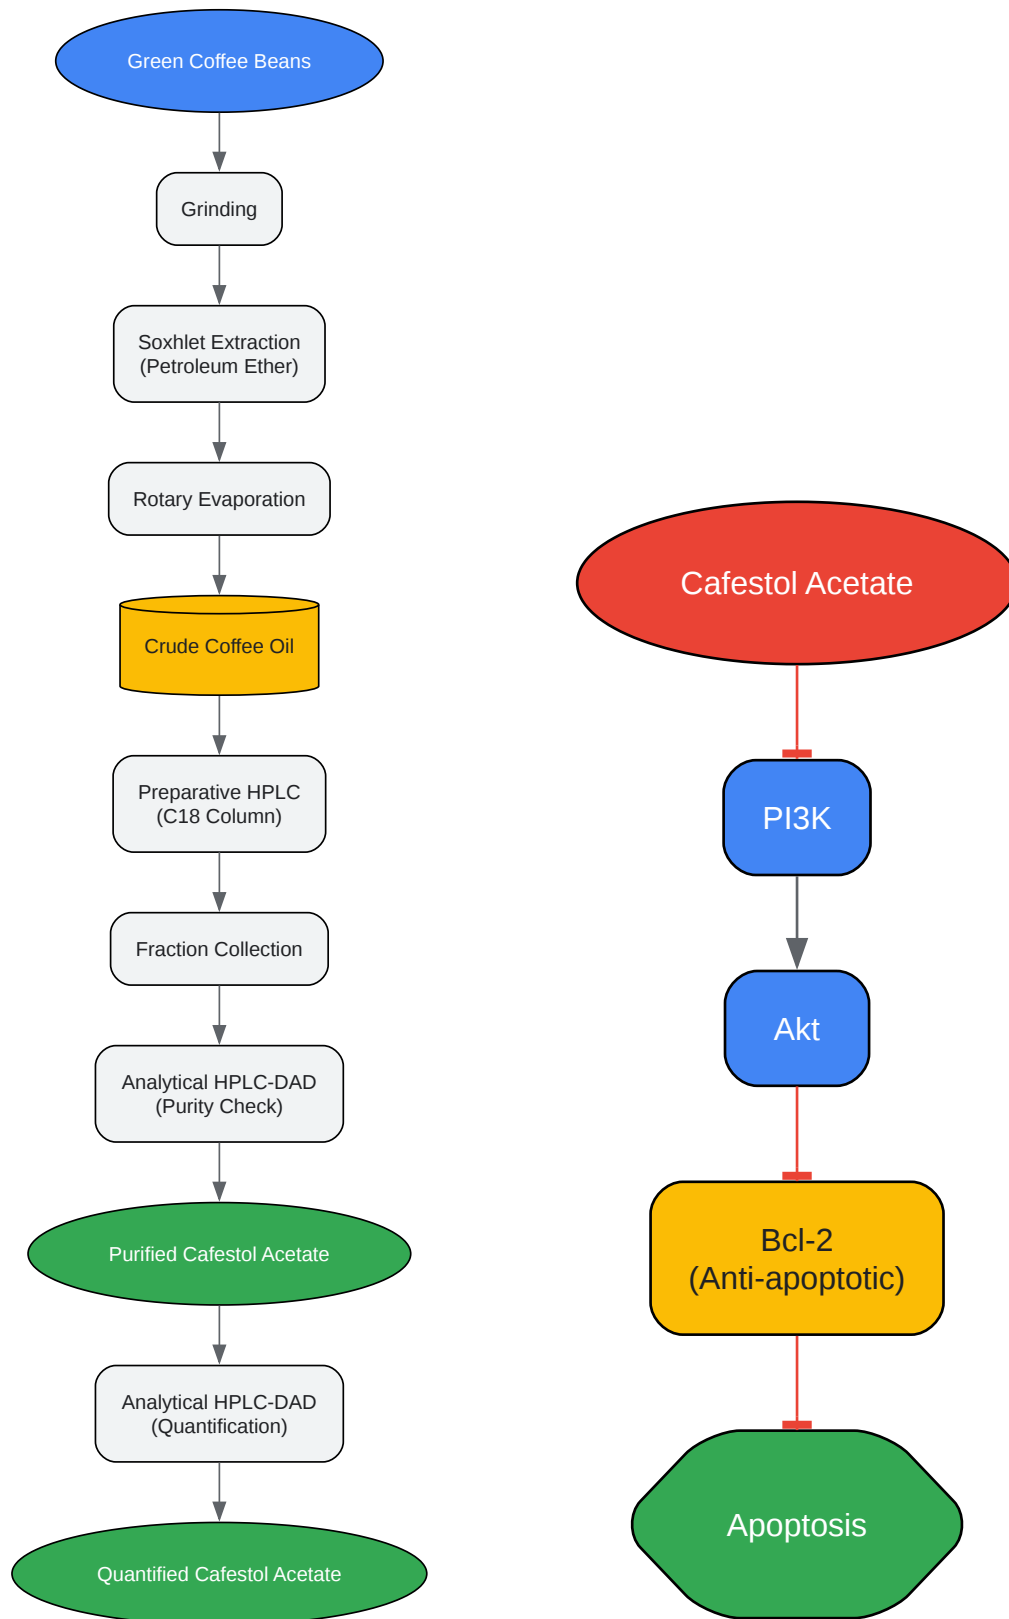 Green Coffee Beans
Grinding
Soxhlet Extraction
(Petroleum Ether)
Rotary Evaporation
Crude Coffee Oil
Preparative HPLC
(C18 Column)
Fraction Collection
Analytical HPLC-DAD
(Purity Check)
Purified Cafestol Acetate
Analytical HPLC-DAD
(Quantification)
Quantified Cafestol Acetate
Cafestol Acetate
PI3K
Akt
Bcl-2
(Anti-apoptotic)
Apoptosis